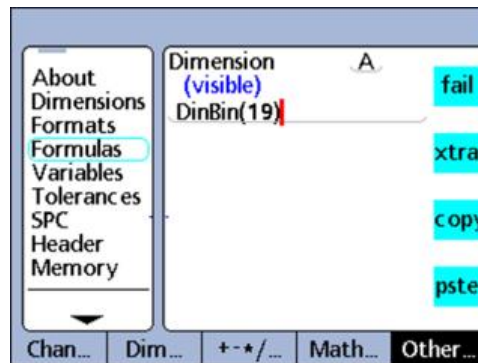 About
Dimensions
Formats
Formulas
Variables
Tolerances
SPC
Header
Memory
Dimension A
(visible)
DinBin(19)
fail
xtra
copy
pste
Chan... Dim... +-*/... Math... Other...